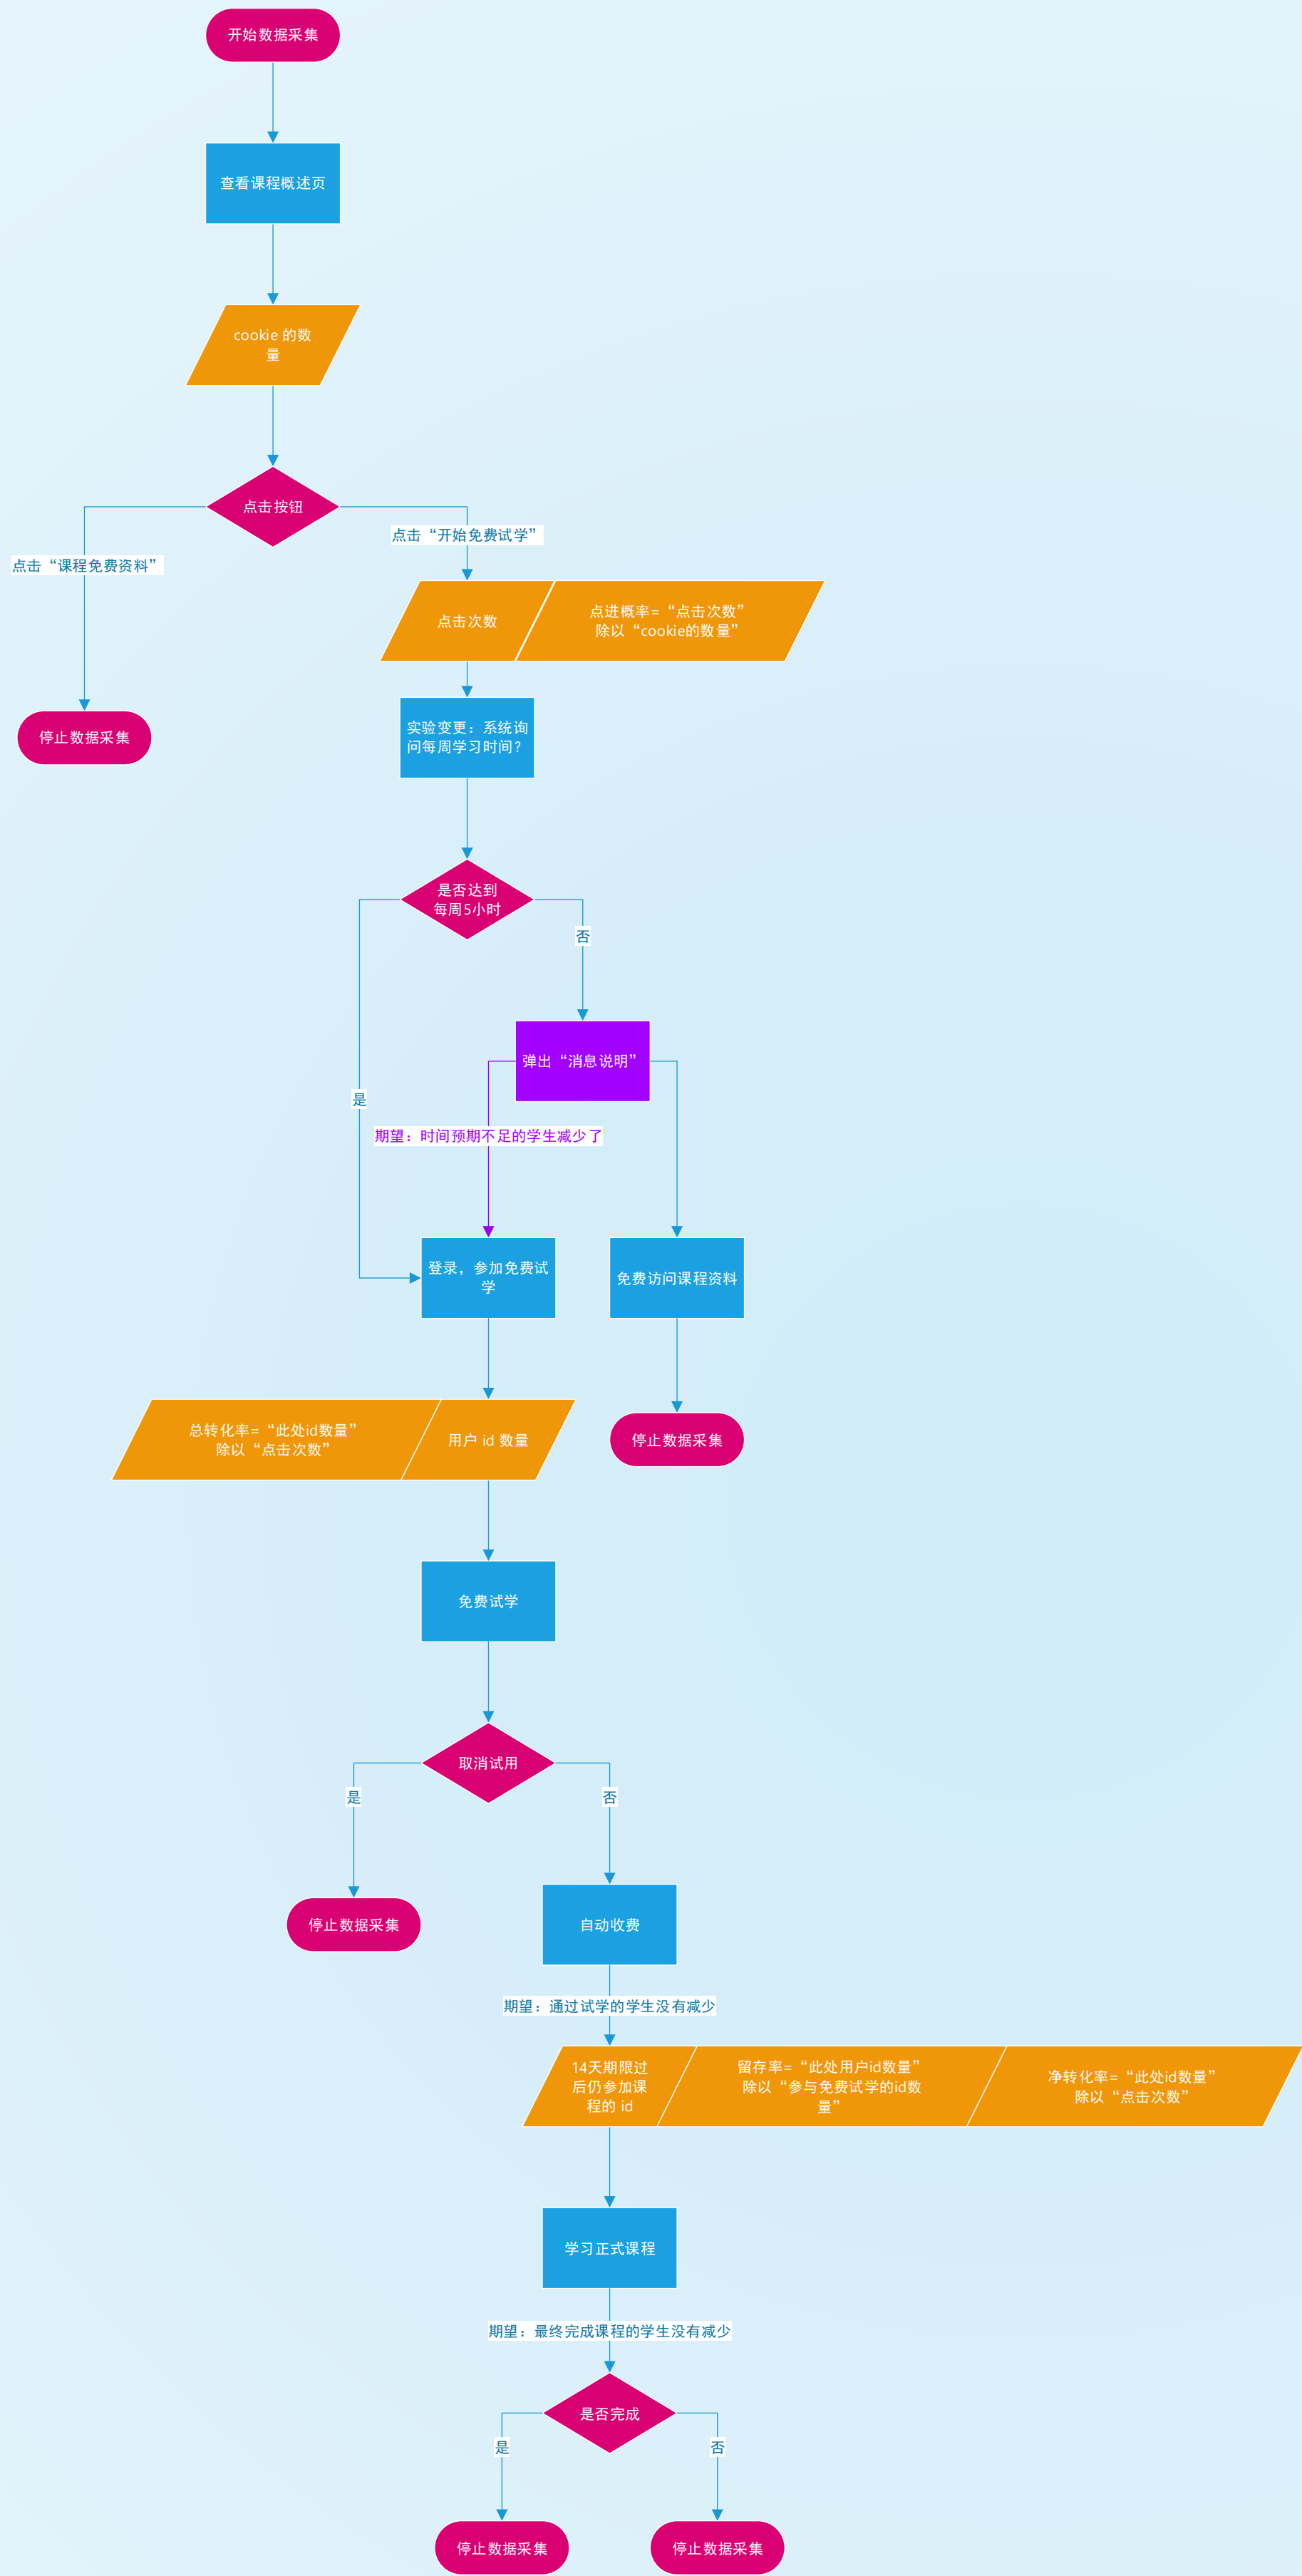 开始数据采集
查看课程概述页
cookie 的数
量
点击按钮
点击“开始免费试学”
点击“课程免费资料”
点击次数
点进概率=“点击次数”
除以“cookie的数量”
停止数据采集
实验变更：系统询
问每周学习时间？
是否达到
每周5小时
否
弹出“消息说明”
是
期望：时间预期不足的学生减少了
登录，参加免费试
学
免费访问课程资料
总转化率=“此处id数量”
除以“点击次数”
用户 id 数量
停止数据采集
免费试学
取消试用
是
否
停止数据采集
自动收费
期望：通过试学的学生没有减少
14天期限过
后仍参加课
程的 id
留存率=“此处用户id数量”
除以“参与免费试学的id数
量”
净转化率=“此处id数量”
除以“点击次数”
学习正式课程
期望：最终完成课程的学生没有减少
是否完成
是
否
停止数据采集
停止数据采集